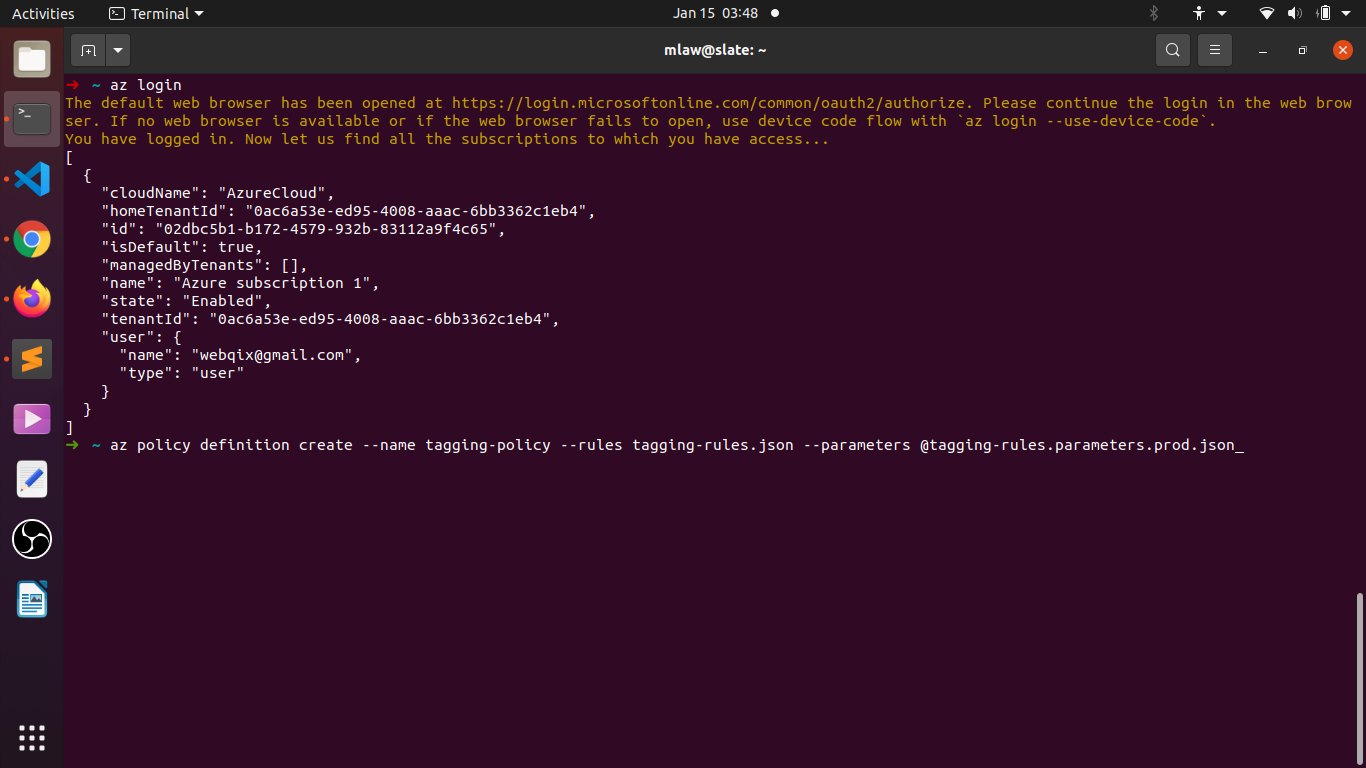 Activities Terminal Jan 15 03:48
mlaw@slate: ~
➜ ~ az login
The default web browser has been opened at https://login.microsoftonline.com/common/oauth2/authorize. Please continue the login in the web brow
ser. If no web browser is available or if the web browser fails to open, use device code flow with `az login --use-device-code`.
You have logged in. Now let us find all the subscriptions to which you have access...
[
  {
    "cloudName": "AzureCloud",
    "homeTenantId": "0ac6a53e-ed95-4008-aaac-6bb3362c1eb4",
    "id": "02dbc5b1-b172-4579-932b-83112a9f4c65",
    "isDefault": true,
    "managedByTenants": [],
    "name": "Azure subscription 1",
    "state": "Enabled",
    "tenantId": "0ac6a53e-ed95-4008-aaac-6bb3362c1eb4",
    "user": {
      "name": "webqix@gmail.com",
      "type": "user"
    }
  }
]
➜ ~ az policy definition create --name tagging-policy --rules tagging-rules.json --parameters @tagging-rules.parameters.prod.json_